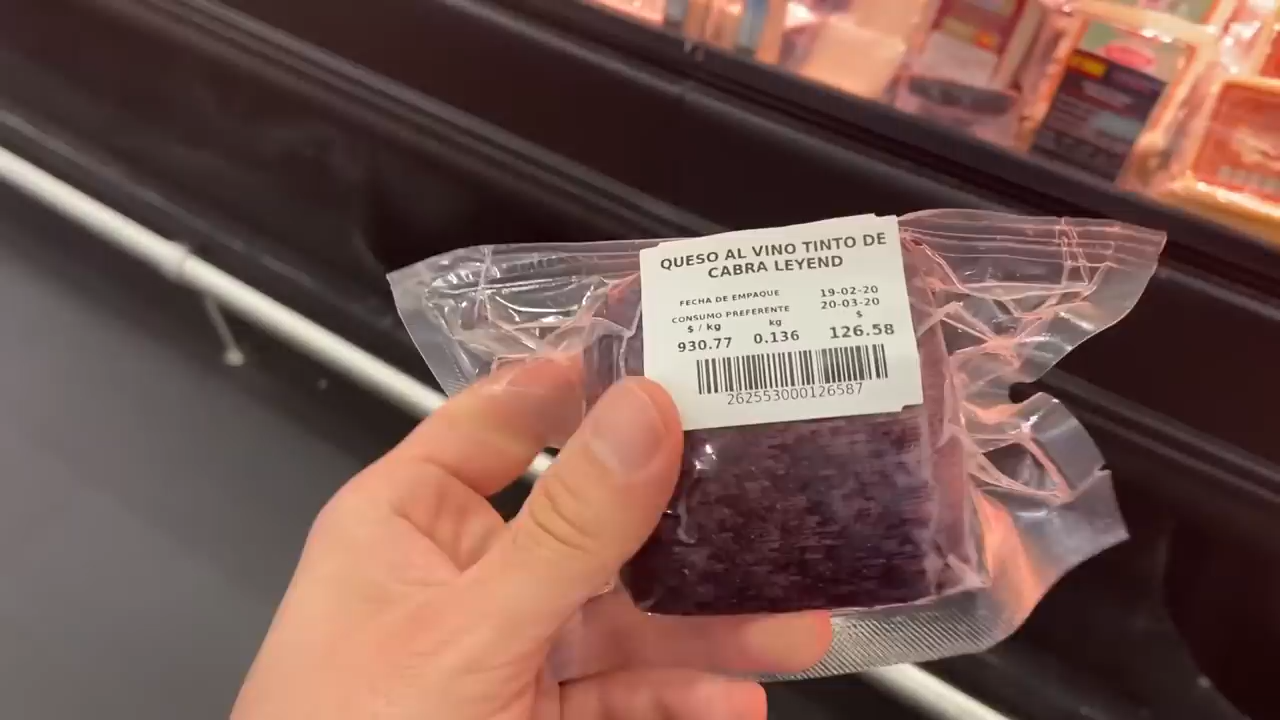 QUESO AL VINO TINTO DE
CABRA LEYEND
FECHA DE EMPAQUE 19-02-20
CONSUMO PREFERENTE 20-03-20
$ / kg kg $
930.77 0.136 126.58
262553000126587